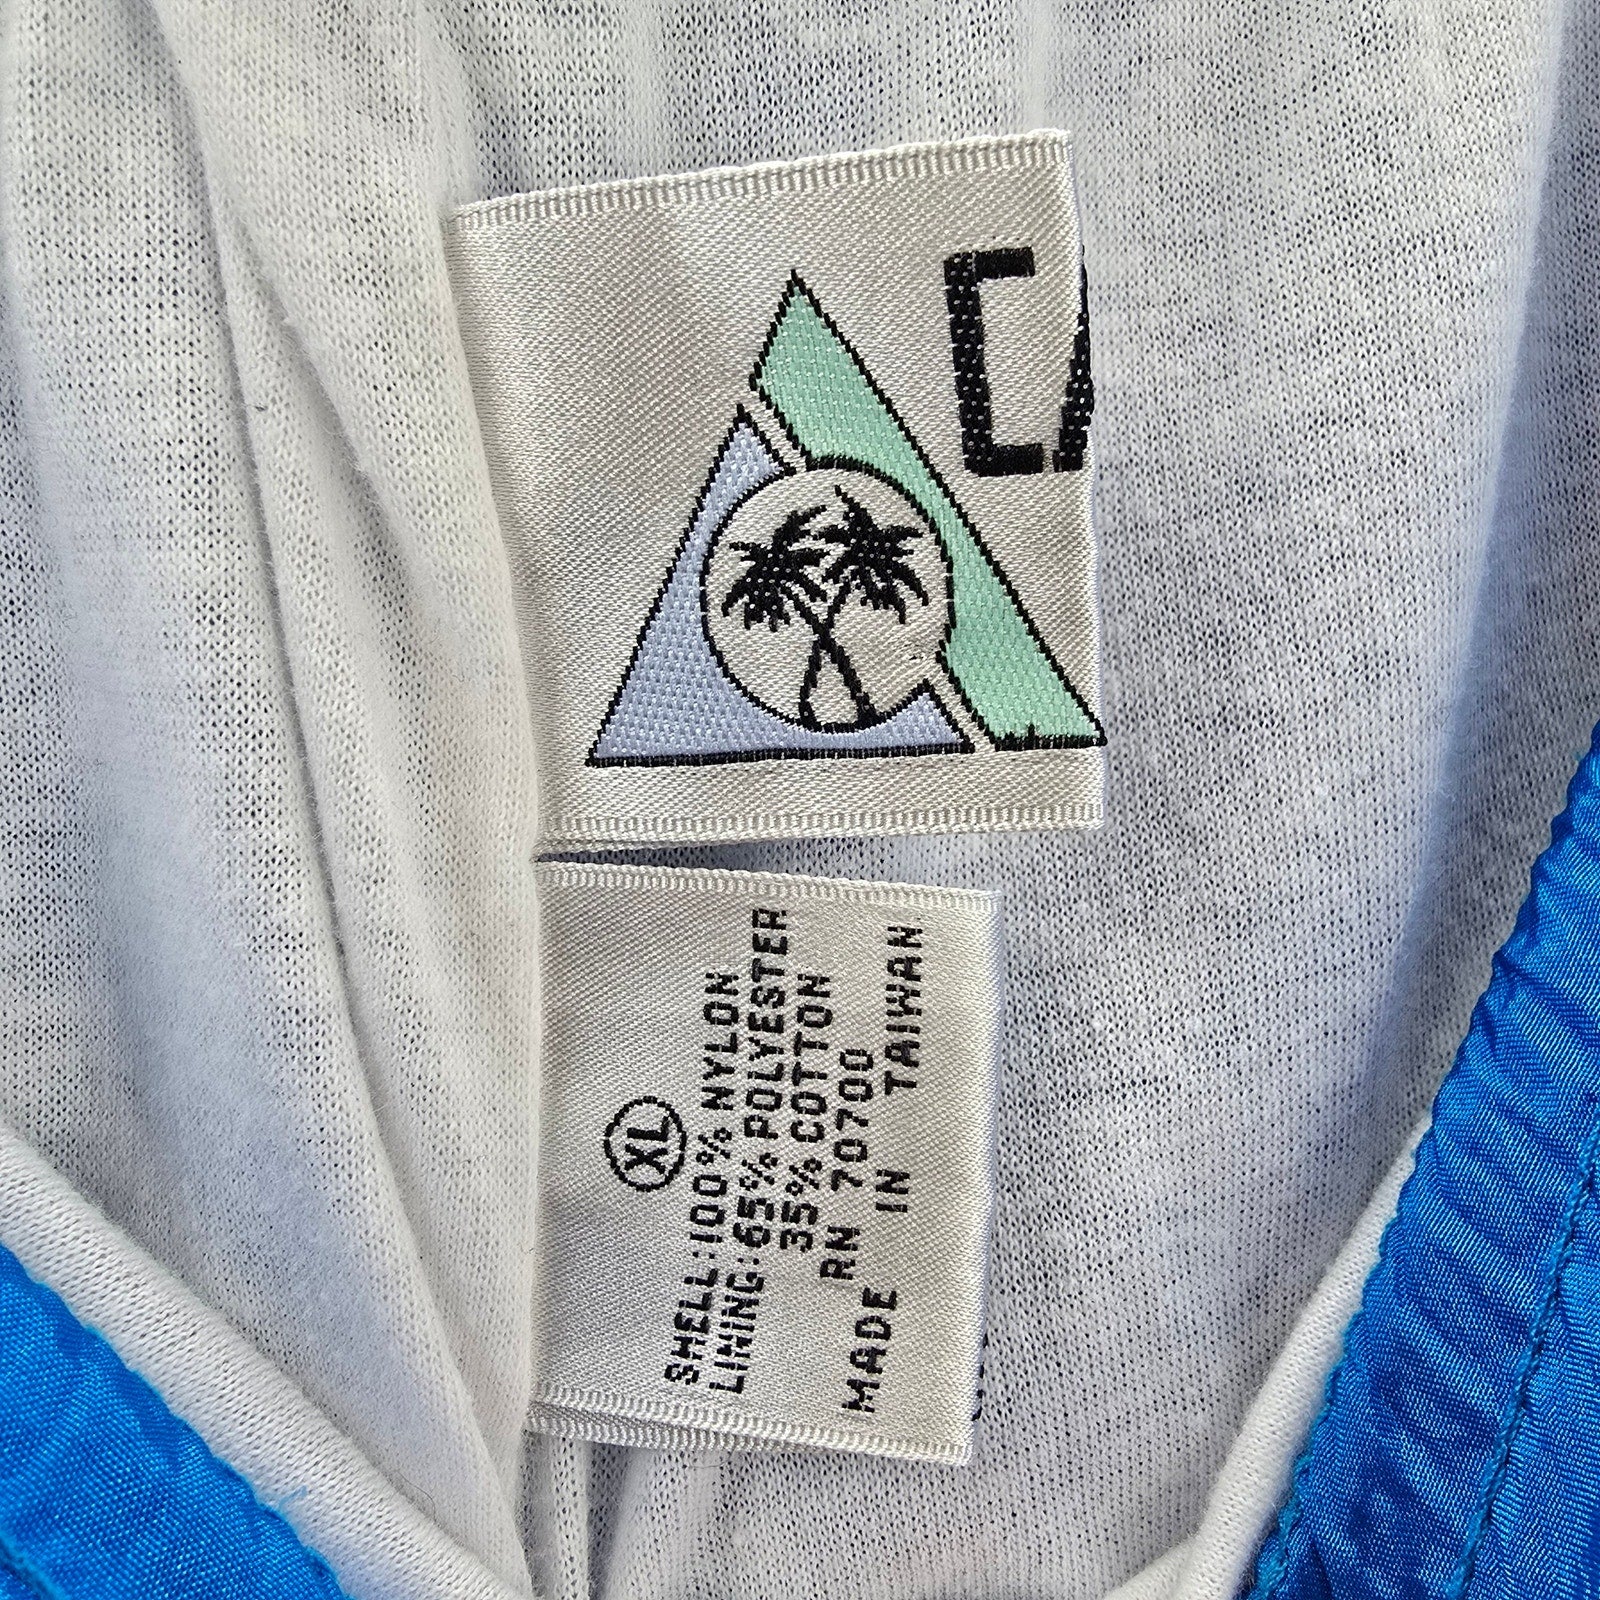 CA
XL
SHELL:100% NYLON
LINING:65% POLYESTER
35% COTTON
RN 70700
MADE IN TAIWAN